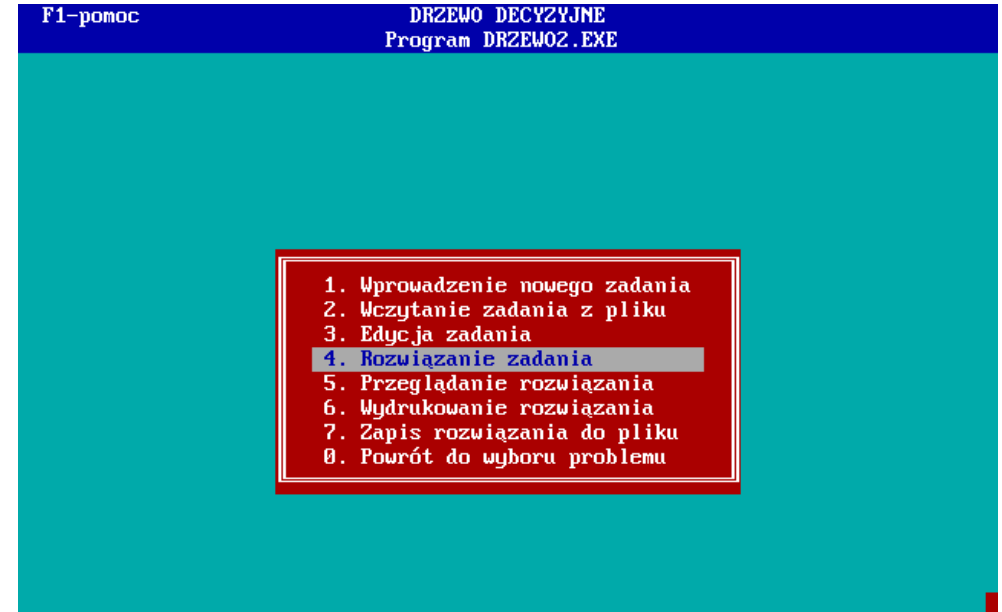 F1-pomoc DRZEWO DECYZYJNE
Program DRZEWO2.EXE
1. Wprowadzenie nowego zadania
2. Wczytanie zadania z pliku
3. Edycja zadania
4. Rozwiązanie zadania
5. Przeglądanie rozwiązania
6. Wydrukowanie rozwiązania
7. Zapis rozwiązania do pliku
0. Powrót do wyboru problemu